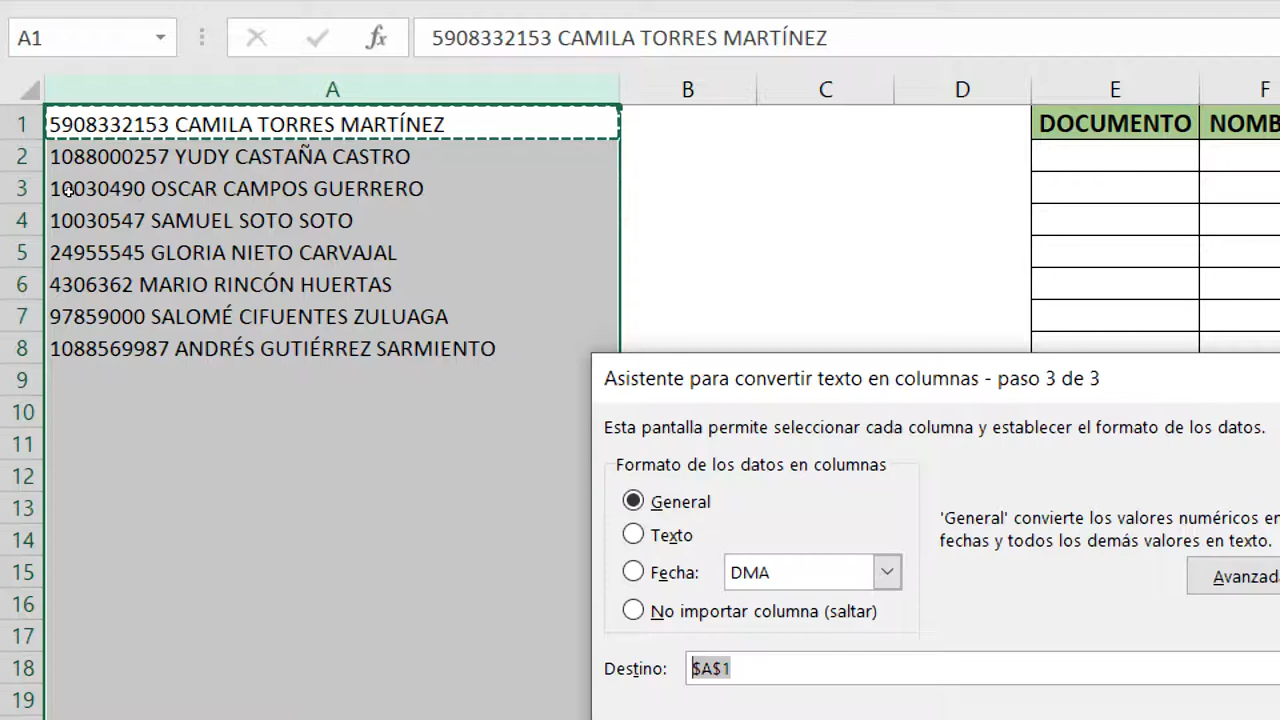 A1 fx 5908332153 CAMILA TORRES MARTÍNEZ
A B C D E F
1 5908332153 CAMILA TORRES MARTÍNEZ DOCUMENTO NOMB
2 1088000257 YUDY CASTAÑA CASTRO
3 10030490 OSCAR CAMPOS GUERRERO
4 10030547 SAMUEL SOTO SOTO
5 24955545 GLORIA NIETO CARVAJAL
6 4306362 MARIO RINCÓN HUERTAS
7 97859000 SALOMÉ CIFUENTES ZULUAGA
8 1088569987 ANDRÉS GUTIÉRREZ SARMIENTO
9
10
11
12
13
14
15
16
17
18
19
Asistente para convertir texto en columnas - paso 3 de 3
Esta pantalla permite seleccionar cada columna y establecer el formato de los datos.
Formato de los datos en columnas
General
Texto
Fecha: DMA
No importar columna (saltar)
'General' convierte los valores numéricos en
fechas y todos los demás valores en texto.
Avanzad
Destino: $A$1